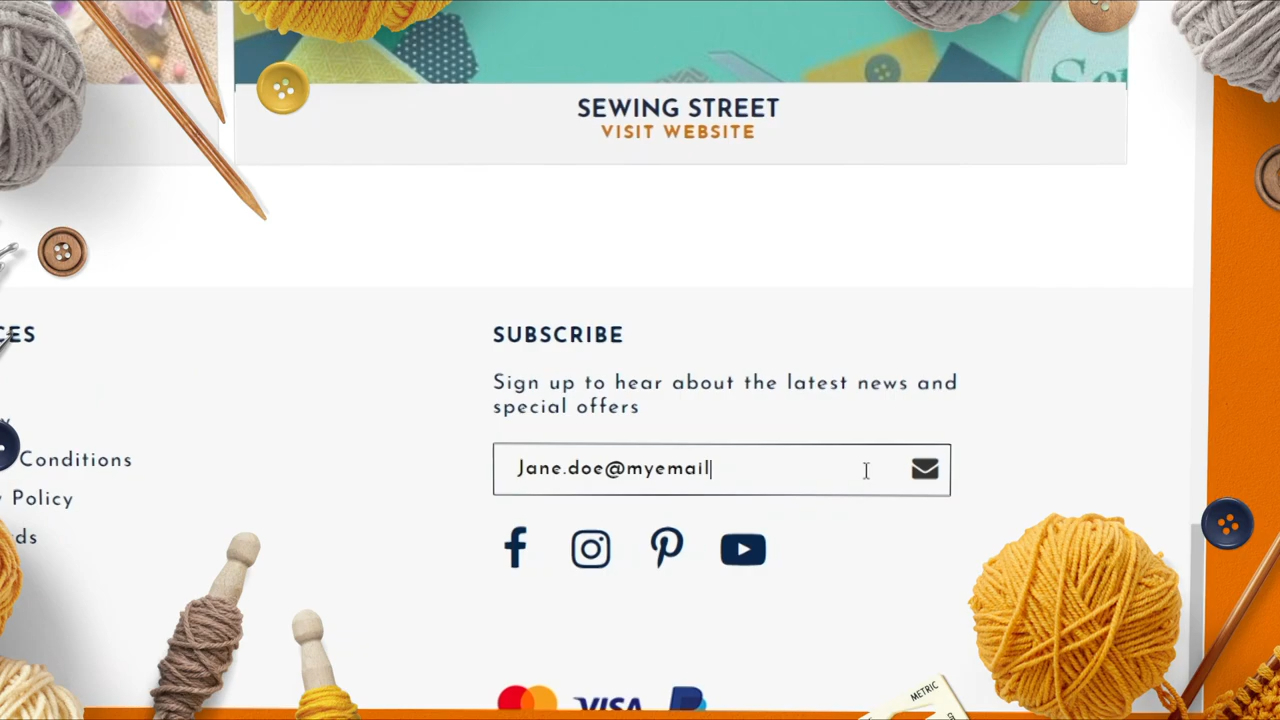 SEWING STREET
VISIT WEBSITE
SUBSCRIBE
Sign up to hear about the latest news and
special offers
Conditions
Jane.doe@myemail
Policy
VISA
METRIC